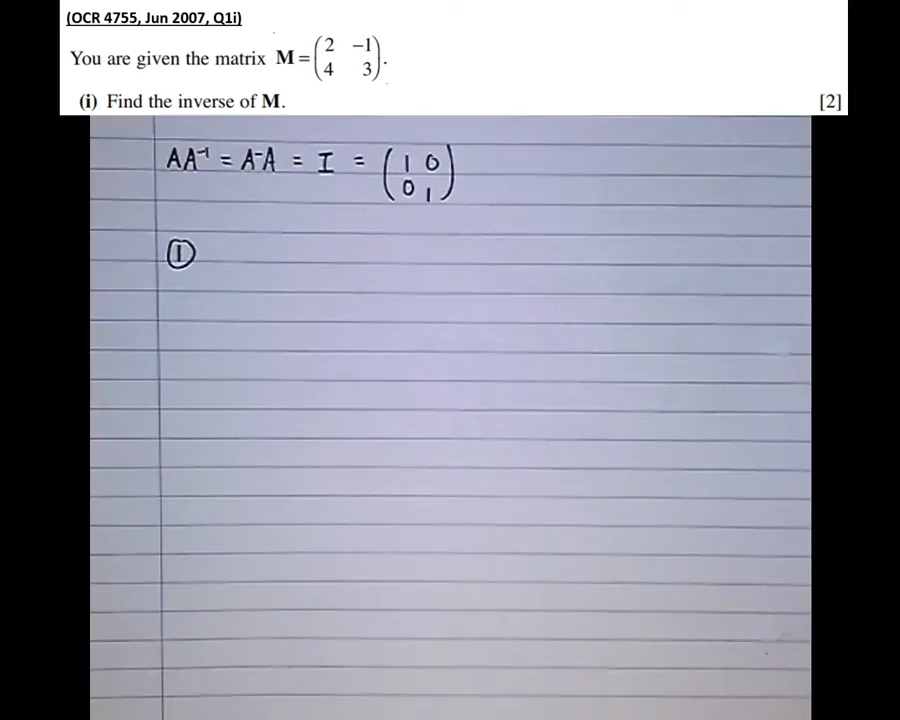 (OCR 4755, Jun 2007, Q1i)
You are given the matrix M = (2 −1
4 3).
(i) Find the inverse of M. [2]
AA⁻¹ = A⁻A = I = (1 0
0 1)
①